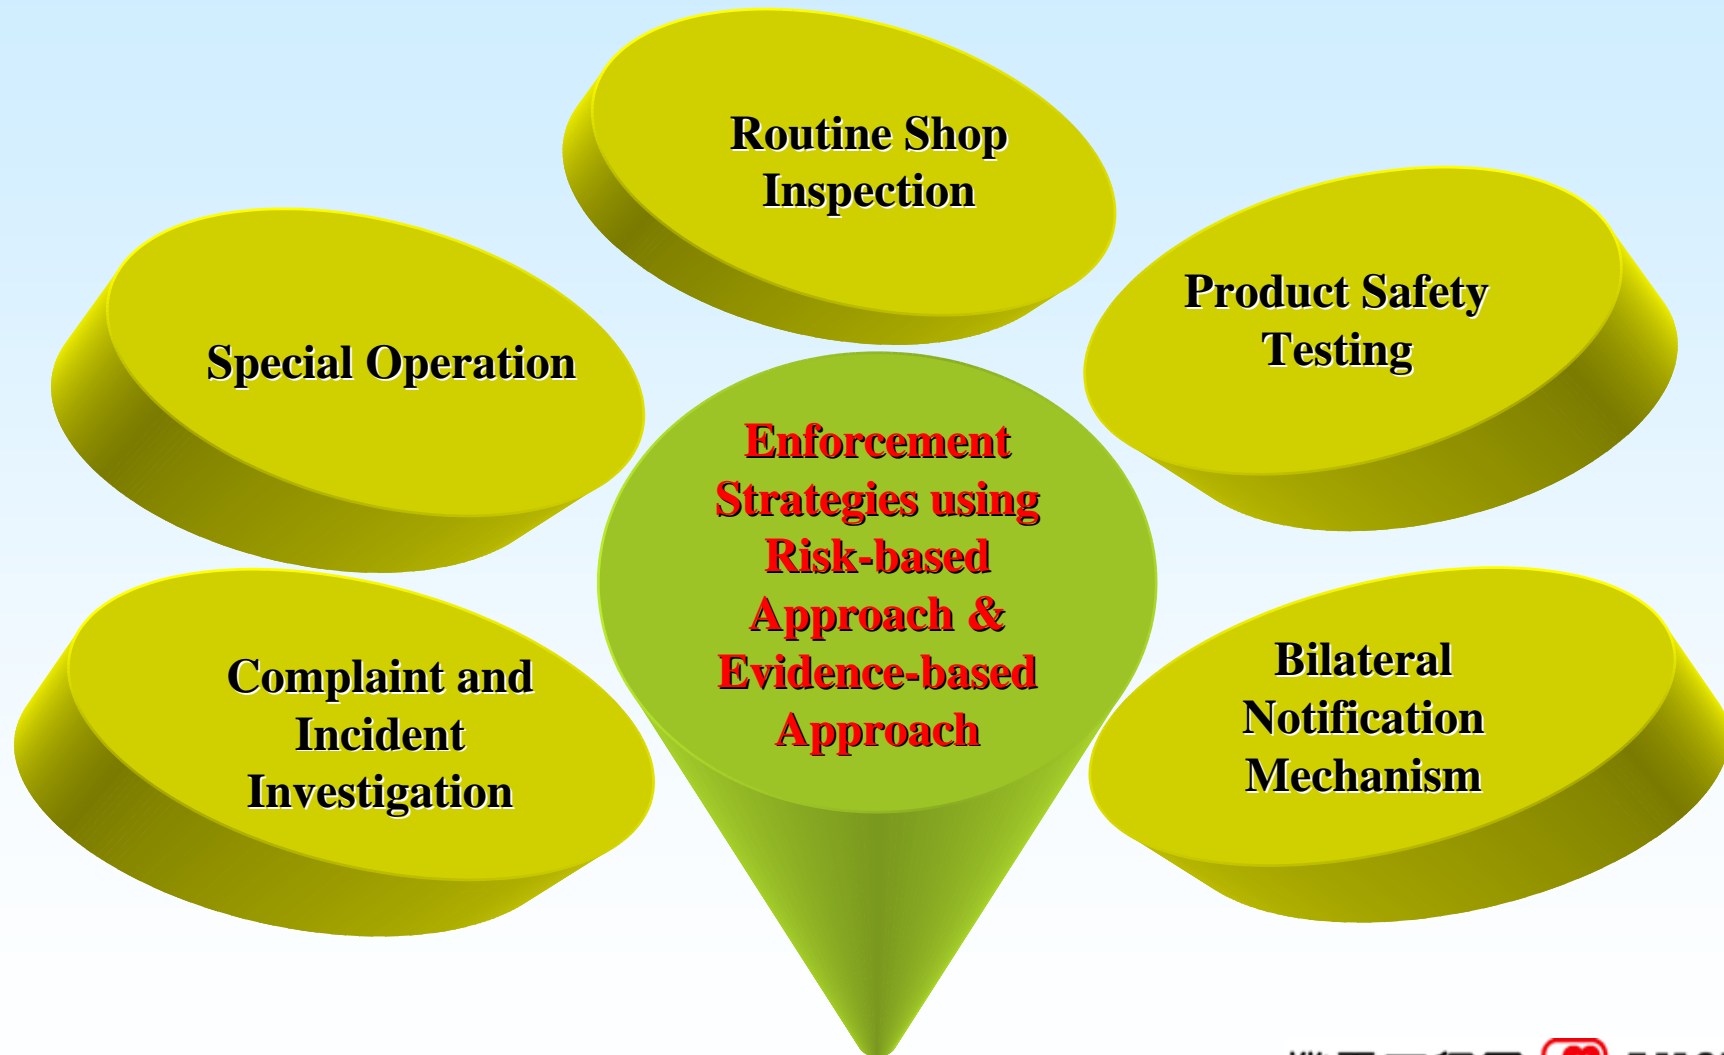 Routine Shop
Inspection
Product Safety
Testing
Special Operation
Enforcement
Strategies using
Risk-based
Approach &
Evidence-based
Approach
Complaint and
Incident
Investigation
Bilateral
Notification
Mechanism